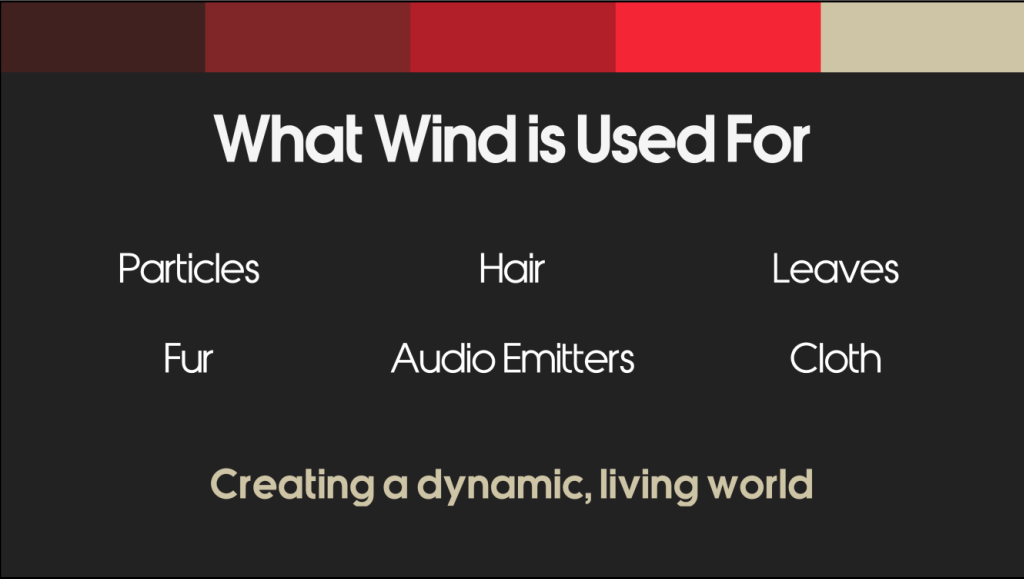 What Wind is Used For
Particles Hair Leaves
Fur Audio Emitters Cloth
Creating a dynamic, living world